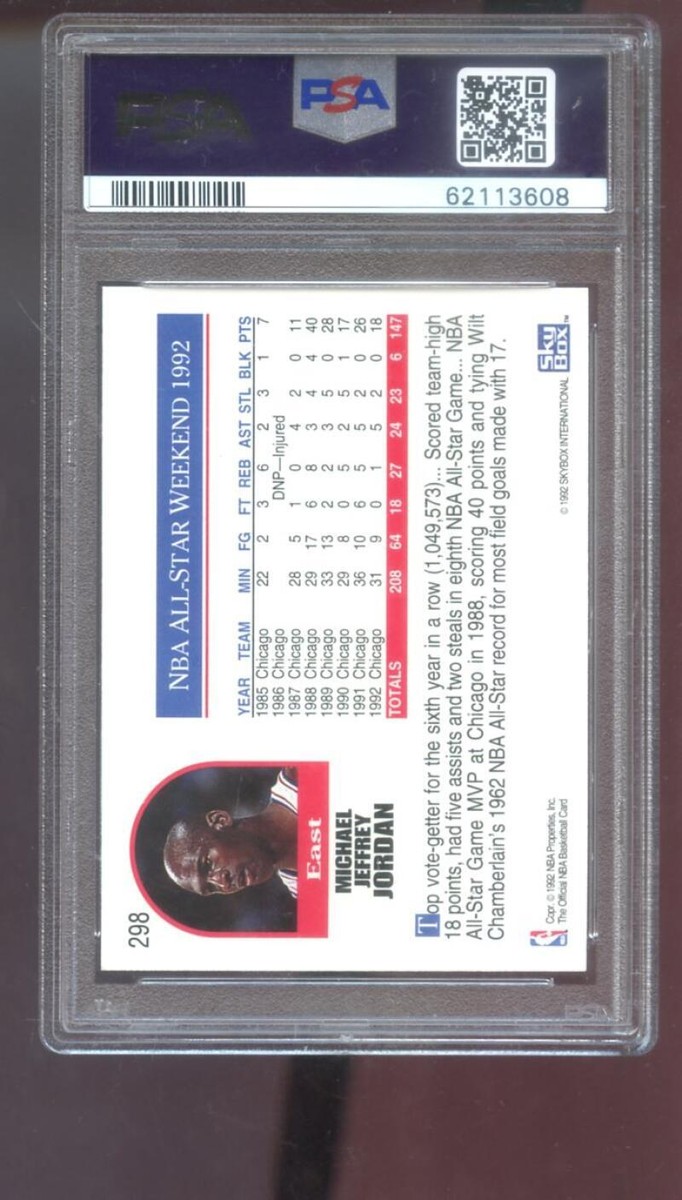 PSA
62113608
298
East
MICHAEL
JEFFREY
JORDAN
NBA ALL-STAR WEEKEND 1992
YEAR TEAM MIN FG FT REB AST STL BLK PTS
1985 Chicago 22 2 3 6 2 3 1 7
1986 Chicago DNP—Injured
1987 Chicago 28 5 1 0 4 2 0 11
1988 Chicago 29 17 6 8 3 4 4 40
1989 Chicago 33 13 2 2 3 5 0 28
1990 Chicago 29 8 0 5 2 5 1 17
1991 Chicago 36 10 6 5 5 2 0 26
1992 Chicago 31 9 0 1 5 2 0 18
TOTALS 208 64 18 27 24 23 6 147
Top vote-getter for the sixth year in a row (1,049,573)... Scored team-high
18 points, had five assists and two steals in eighth NBA All-Star Game... NBA
All-Star Game MVP at Chicago in 1988, scoring 40 points and tying Wilt
Chamberlain's 1962 NBA All-Star record for most field goals made with 17.
Copr. © 1992 NBA Properties, Inc.
The Official NBA Basketball Card
© 1992 SKYBOX INTERNATIONAL
Sky
Box™